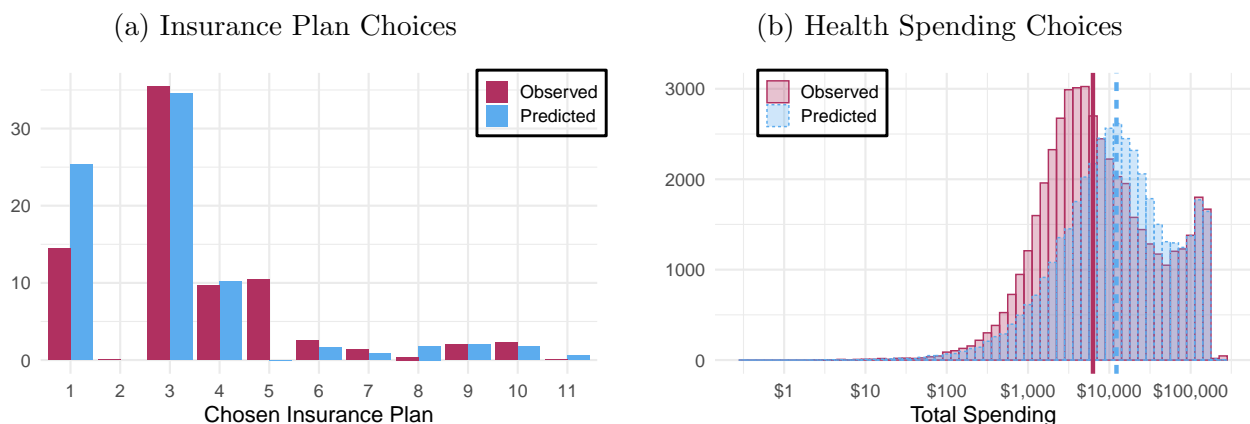 (a) Insurance Plan Choices
Observed
Predicted
30
20
10
0
1 2 3 4 5 6 7 8 9 10 11
Chosen Insurance Plan
(b) Health Spending Choices
Observed
Predicted
3000
2000
1000
0
$1 $10 $100 $1,000 $10,000 $100,000
Total Spending